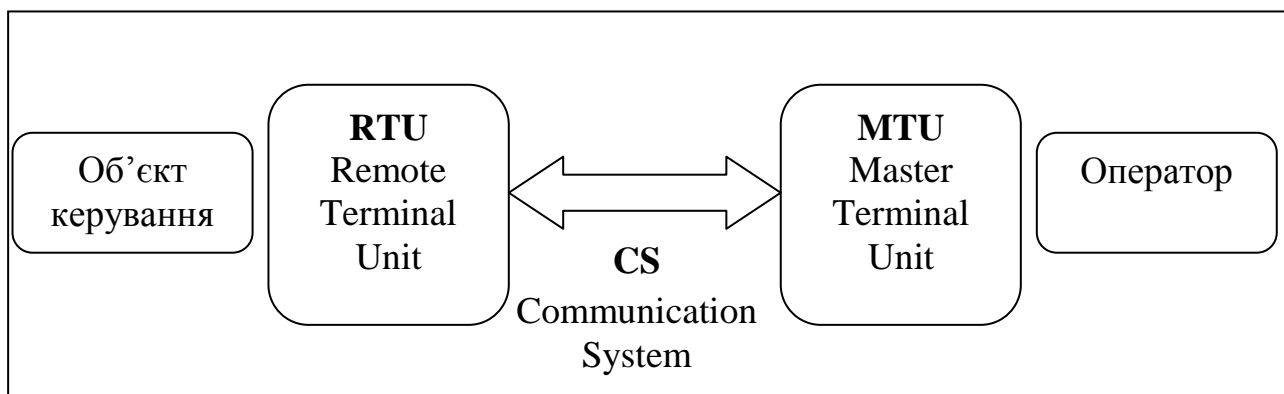 Об’єкт
керування
RTU
Remote
Terminal
Unit
CS
Communication
System
MTU
Master
Terminal
Unit
Оператор